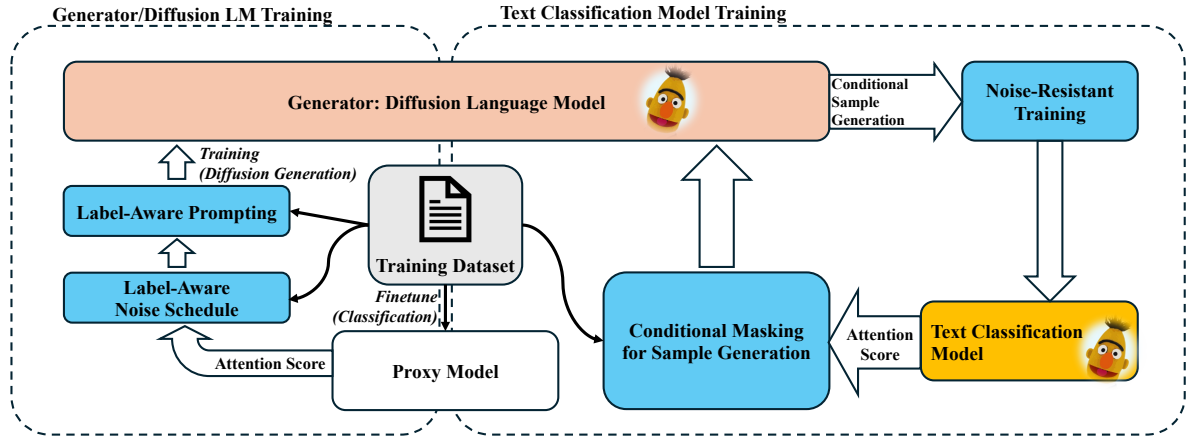 Generator/Diffusion LM Training
Text Classification Model Training
Generator: Diffusion Language Model
Conditional
Sample
Generation
Noise-Resistant
Training
Training
(Diffusion Generation)
Label-Aware Prompting
Training Dataset
Label-Aware
Noise Schedule
Finetune
(Classification)
Conditional Masking
for Sample Generation
Attention
Score
Text Classification
Model
Attention Score
Proxy Model